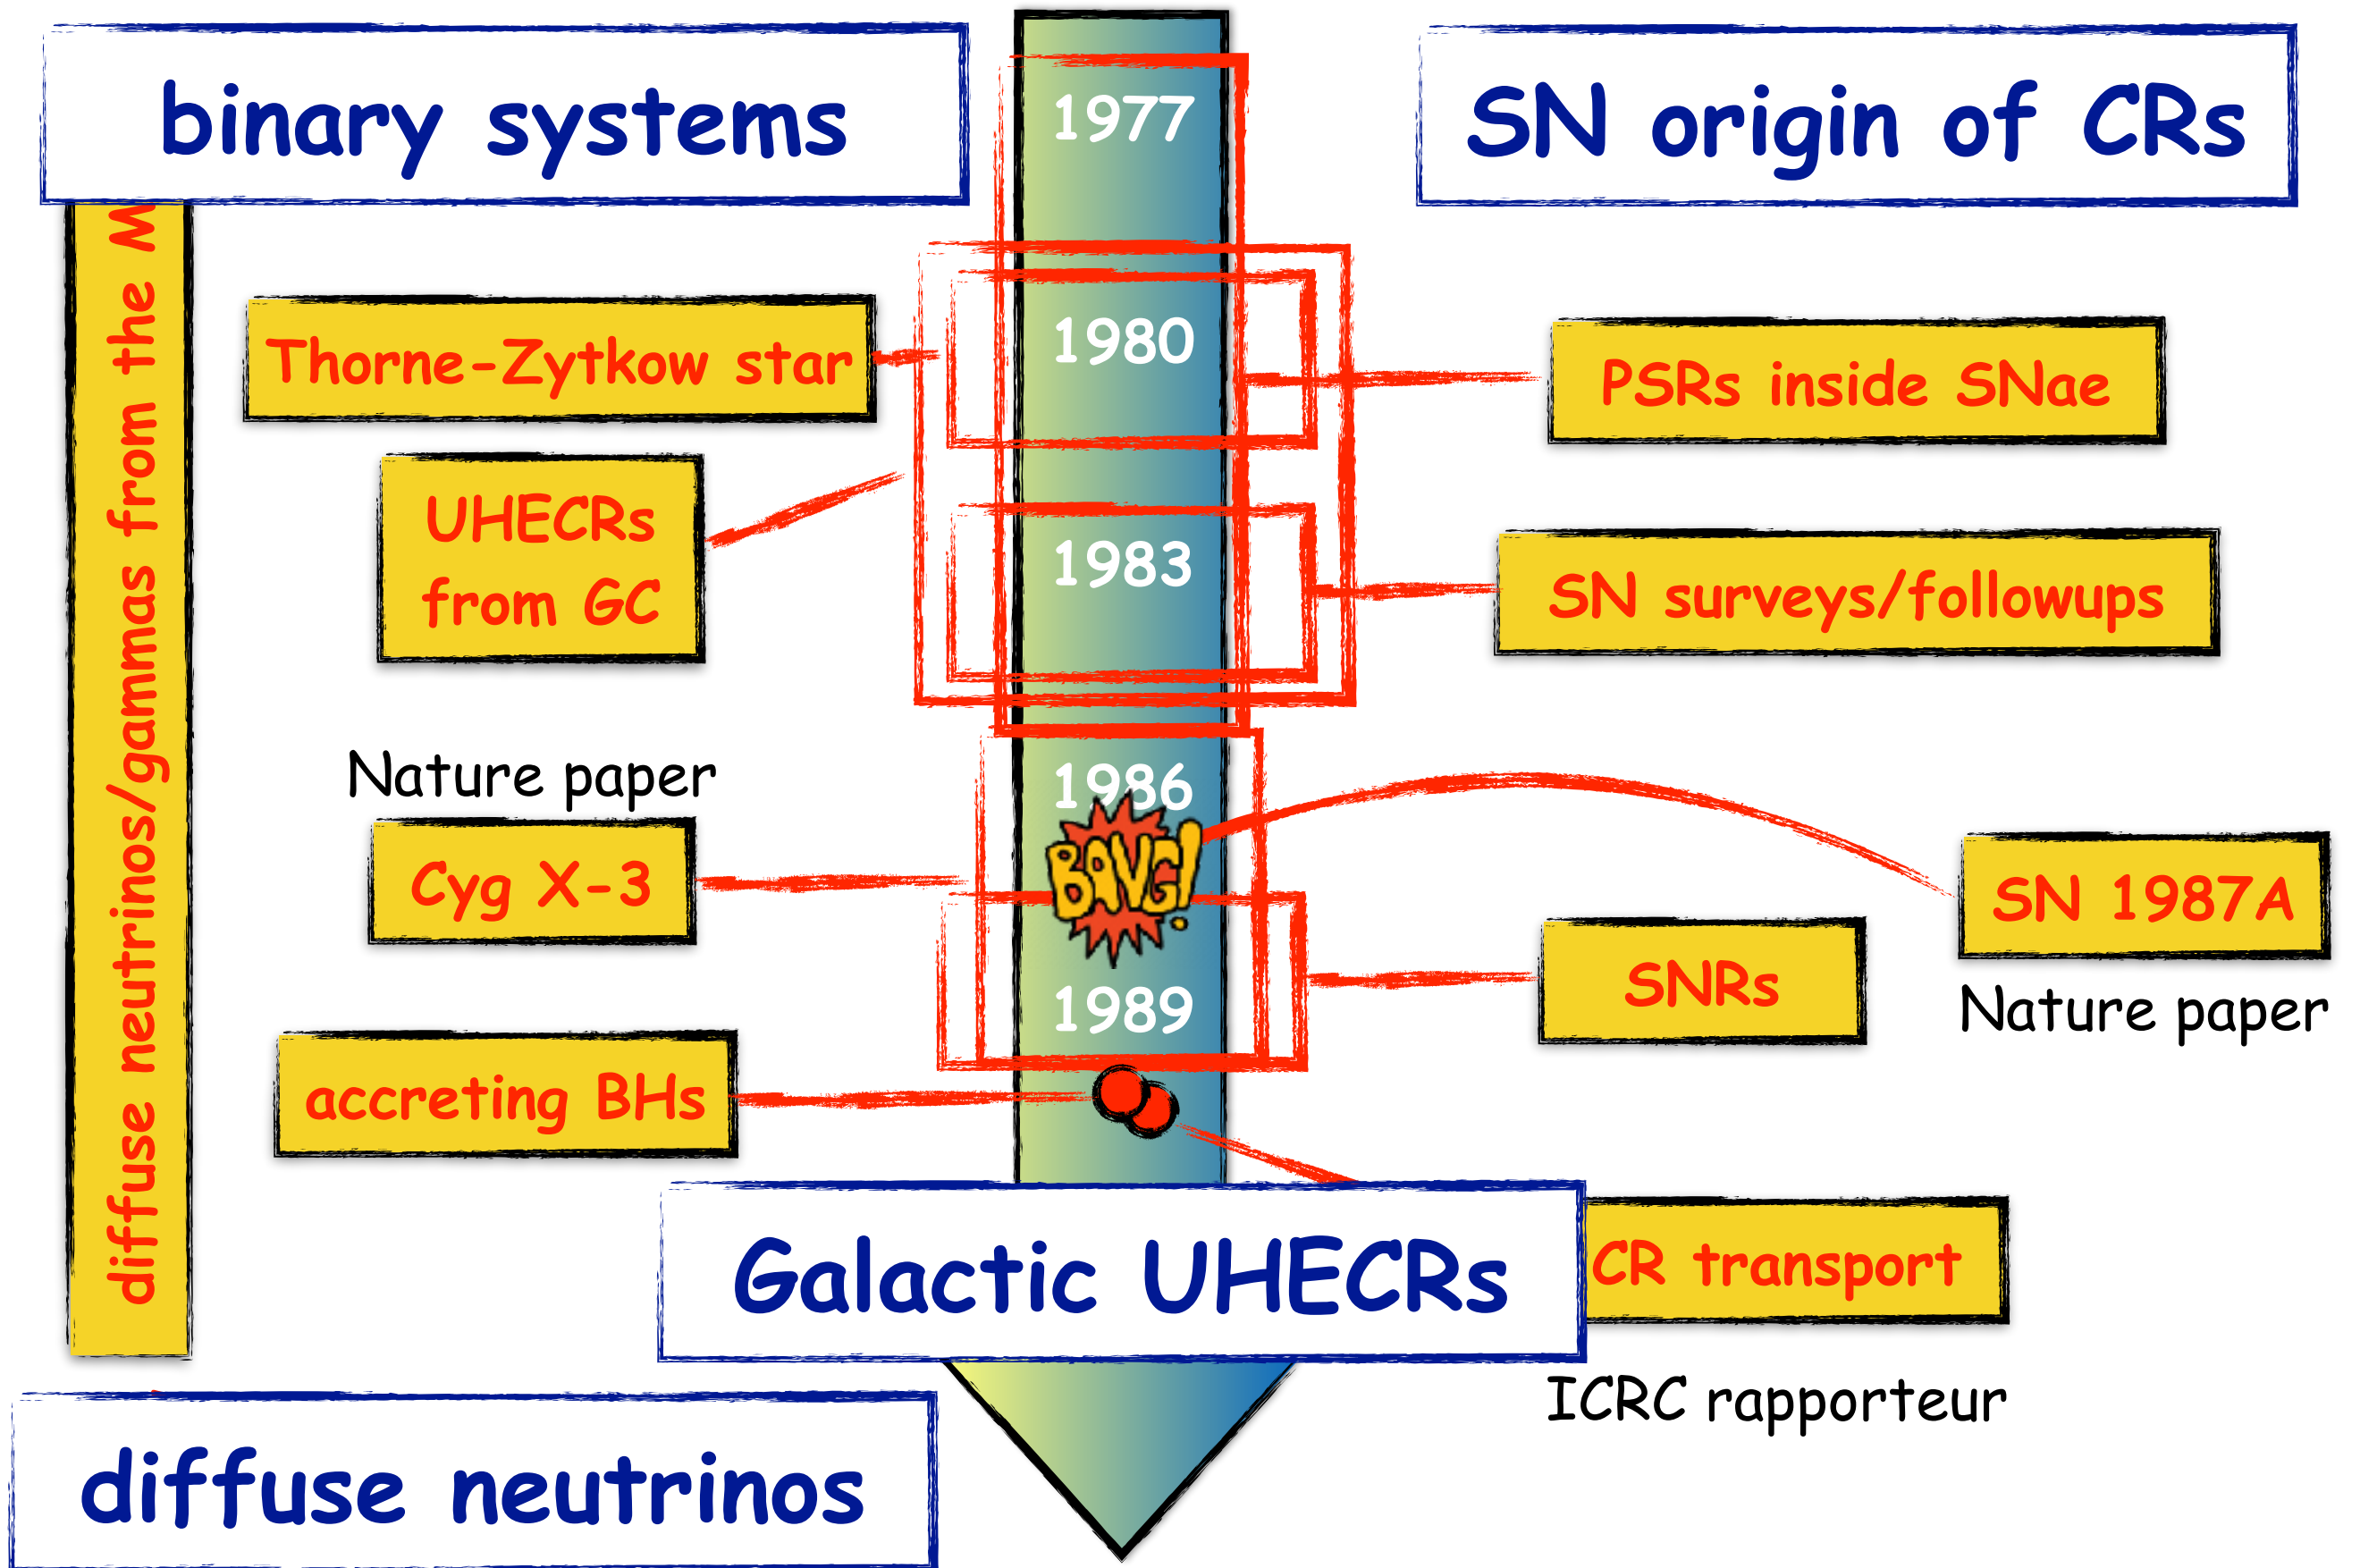 binary systems
1977
SN origin of CRs
diffuse neutrinos/gammas from the
Thorne-Zytkow star
1980
PSRs inside SNae
UHECRs
from GC
1983
SN surveys/followups
Nature paper
Cyg X-3
1986
BANG!
SN 1987A
Nature paper
SNRs
1989
accreting BHs
Galactic UHECRs
CR transport
ICRC rapporteur
diffuse neutrinos